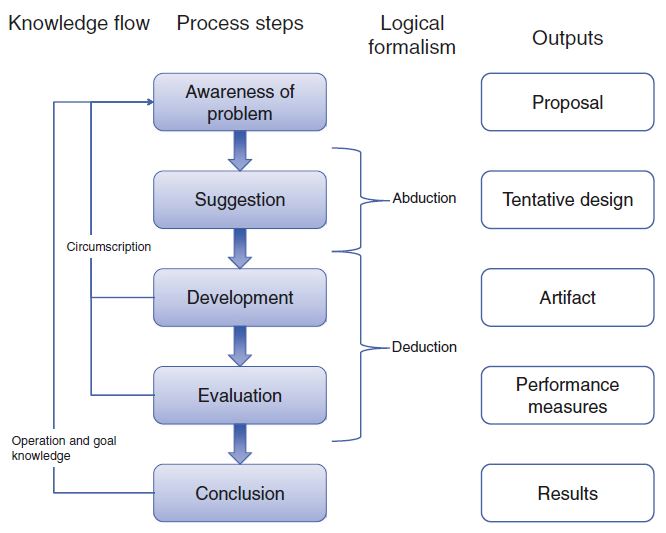 Knowledge flow
Process steps
Logical
formalism
Outputs
Awareness of
problem
Proposal
Suggestion
Abduction
Tentative design
Circumscription
Development
Artifact
Deduction
Evaluation
Performance
measures
Operation and goal
knowledge
Conclusion
Results